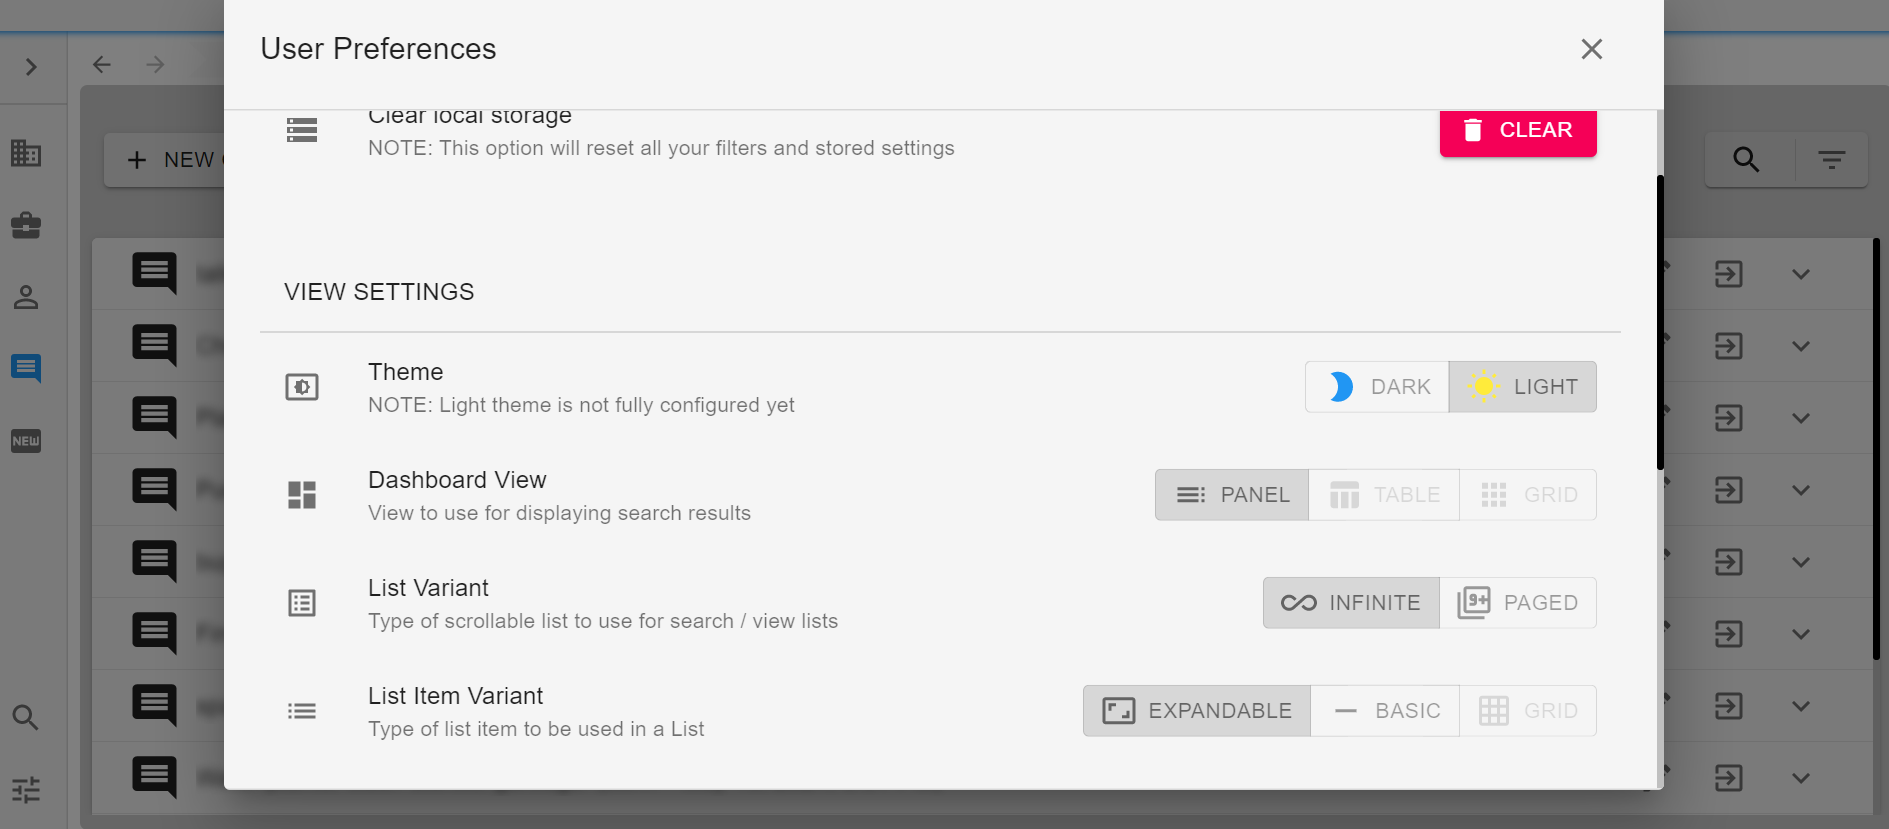 User Preferences
Clear local storage
NOTE: This option will reset all your filters and stored settings
CLEAR
NEW
VIEW SETTINGS
Theme
NOTE: Light theme is not fully configured yet
DARK
LIGHT
Dashboard View
View to use for displaying search results
PANEL
TABLE
GRID
List Variant
Type of scrollable list to use for search / view lists
INFINITE
9+
PAGED
NEW
List Item Variant
Type of list item to be used in a List
EXPANDABLE
BASIC
GRID